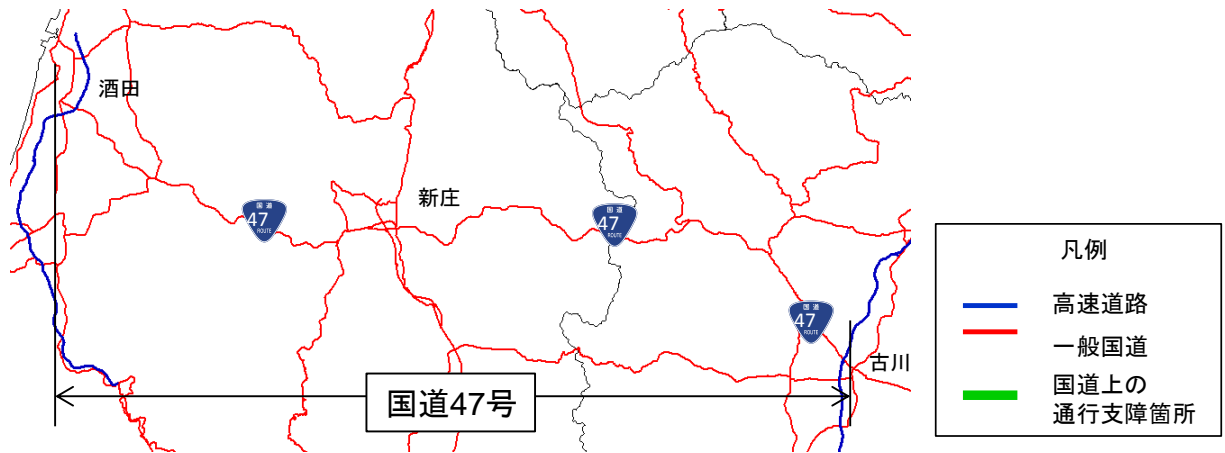 酒田
新庄
国道
47
ROUTE
国道
47
ROUTE
国道
47
ROUTE
古川
国道47号
凡例
高速道路
一般国道
国道上の
通行支障箇所